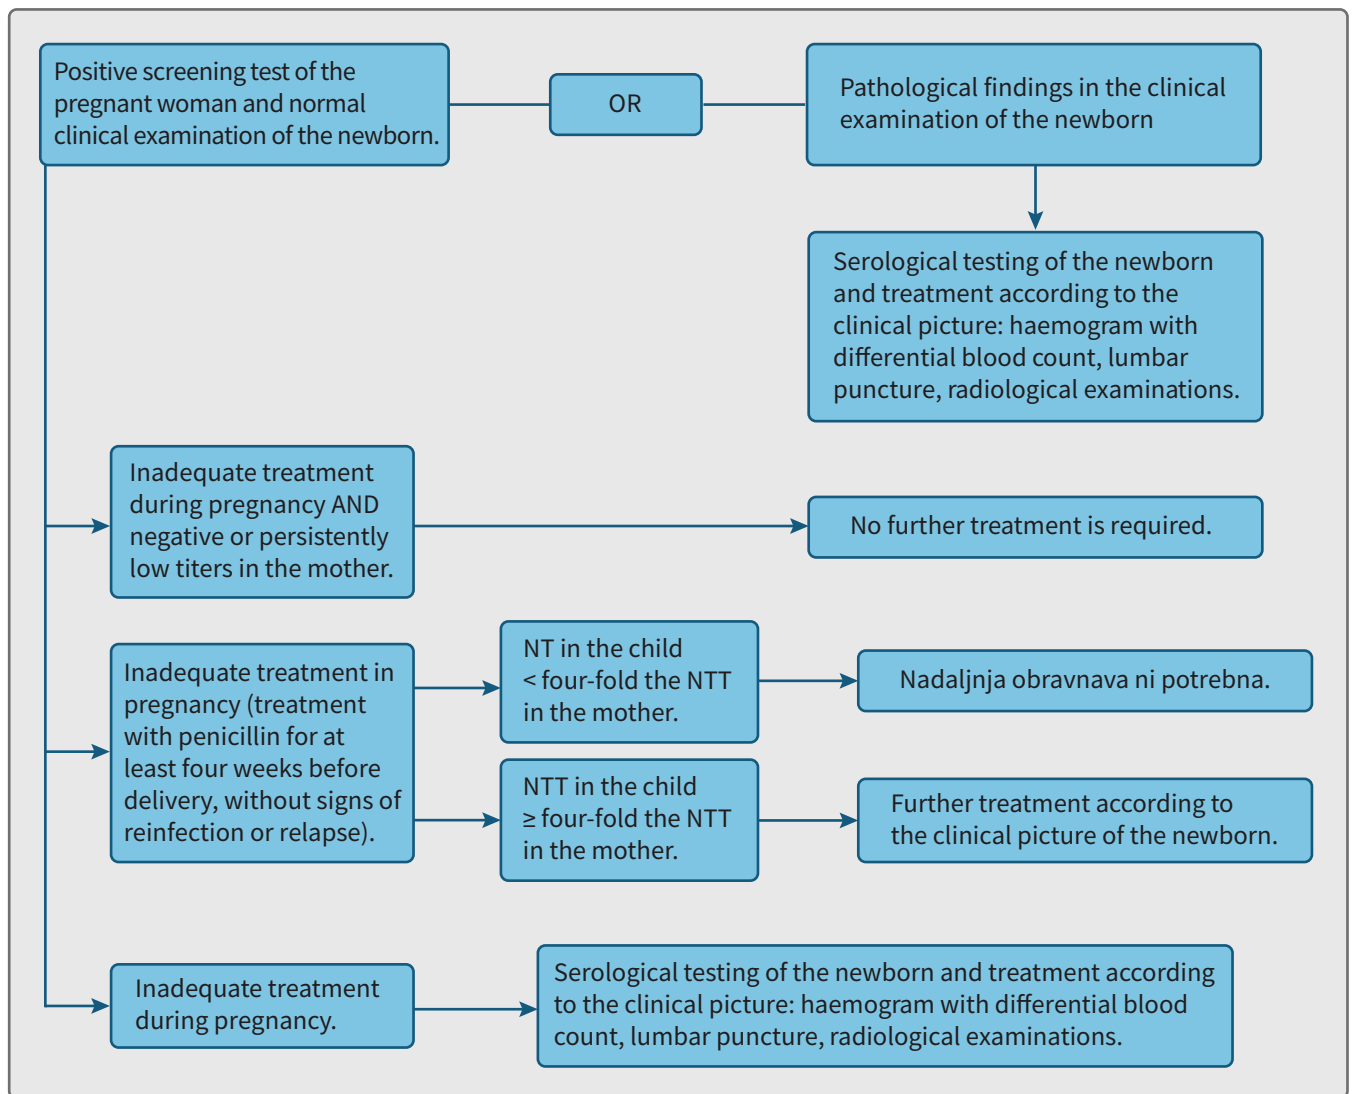 Positive screening test of the
pregnant woman and normal
clinical examination of the newborn.
OR
Pathological findings in the clinical
examination of the newborn
Serological testing of the newborn
and treatment according to the
clinical picture: haemogram with
differential blood count, lumbar
puncture, radiological examinations.
Inadequate treatment
during pregnancy AND
negative or persistently
low titers in the mother.
No further treatment is required.
Inadequate treatment in
pregnancy (treatment
with penicillin for at
least four weeks before
delivery, without signs of
reinfection or relapse).
NT in the child
< four-fold the NTT
in the mother.
Nadaljnja obravnava ni potrebna.
NTT in the child
≥ four-fold the NTT
in the mother.
Further treatment according to
the clinical picture of the newborn.
Inadequate treatment
during pregnancy.
Serological testing of the newborn and treatment according
to the clinical picture: haemogram with differential blood
count, lumbar puncture, radiological examinations.